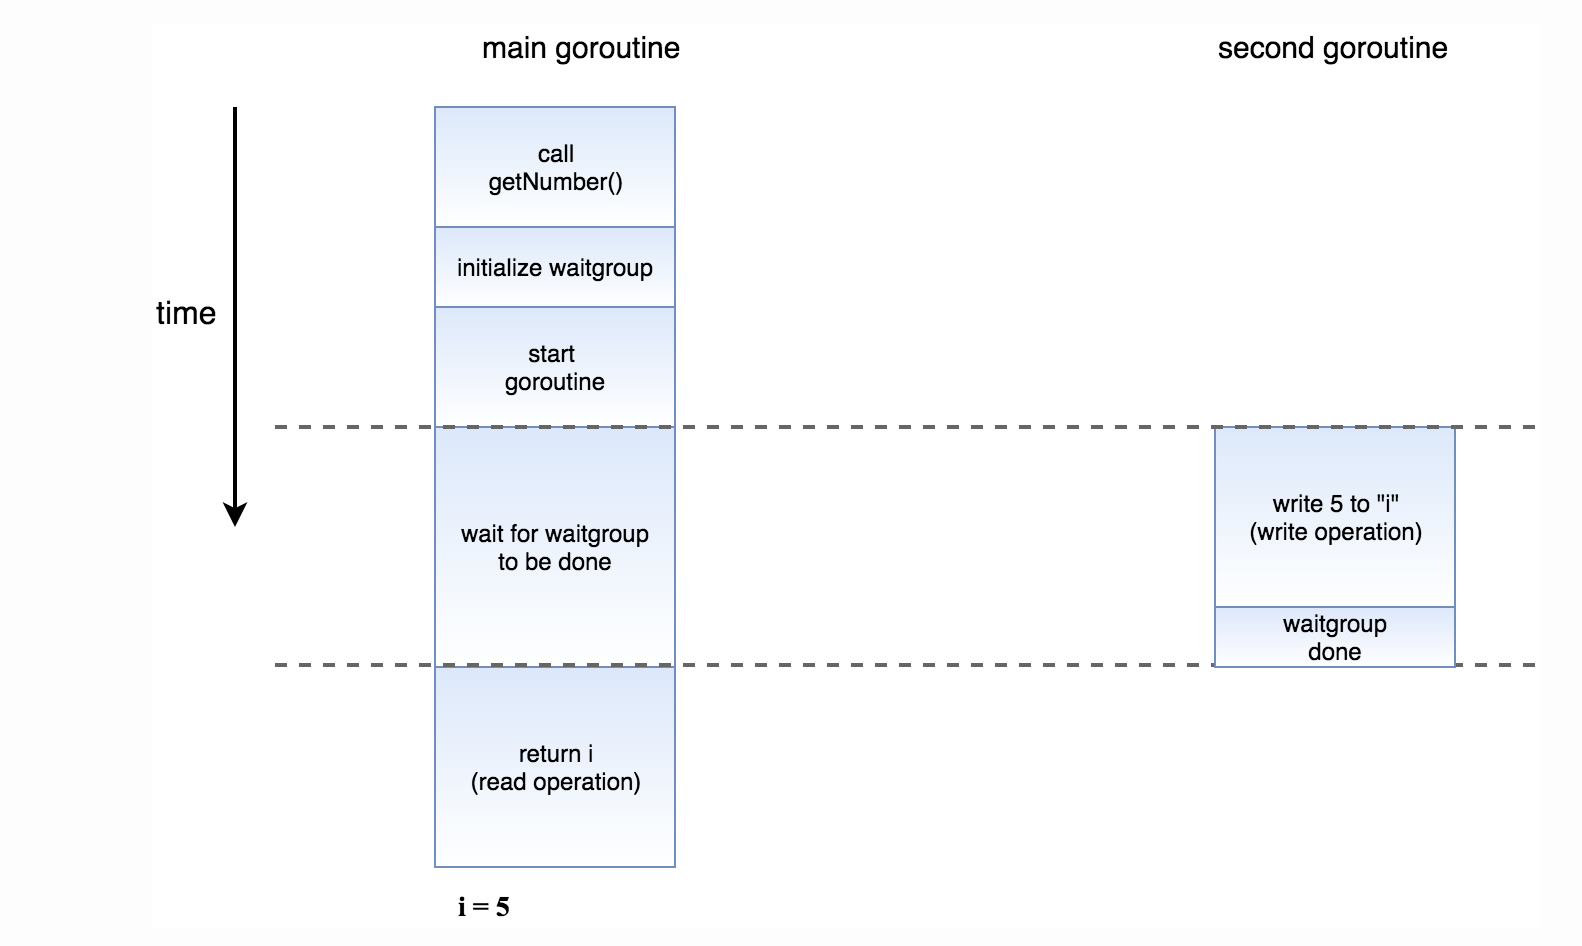 main goroutine
second goroutine
call
getNumber()
initialize waitgroup
time
start
goroutine
wait for waitgroup
to be done
write 5 to "i"
(write operation)
waitgroup
done
return i
(read operation)
i = 5